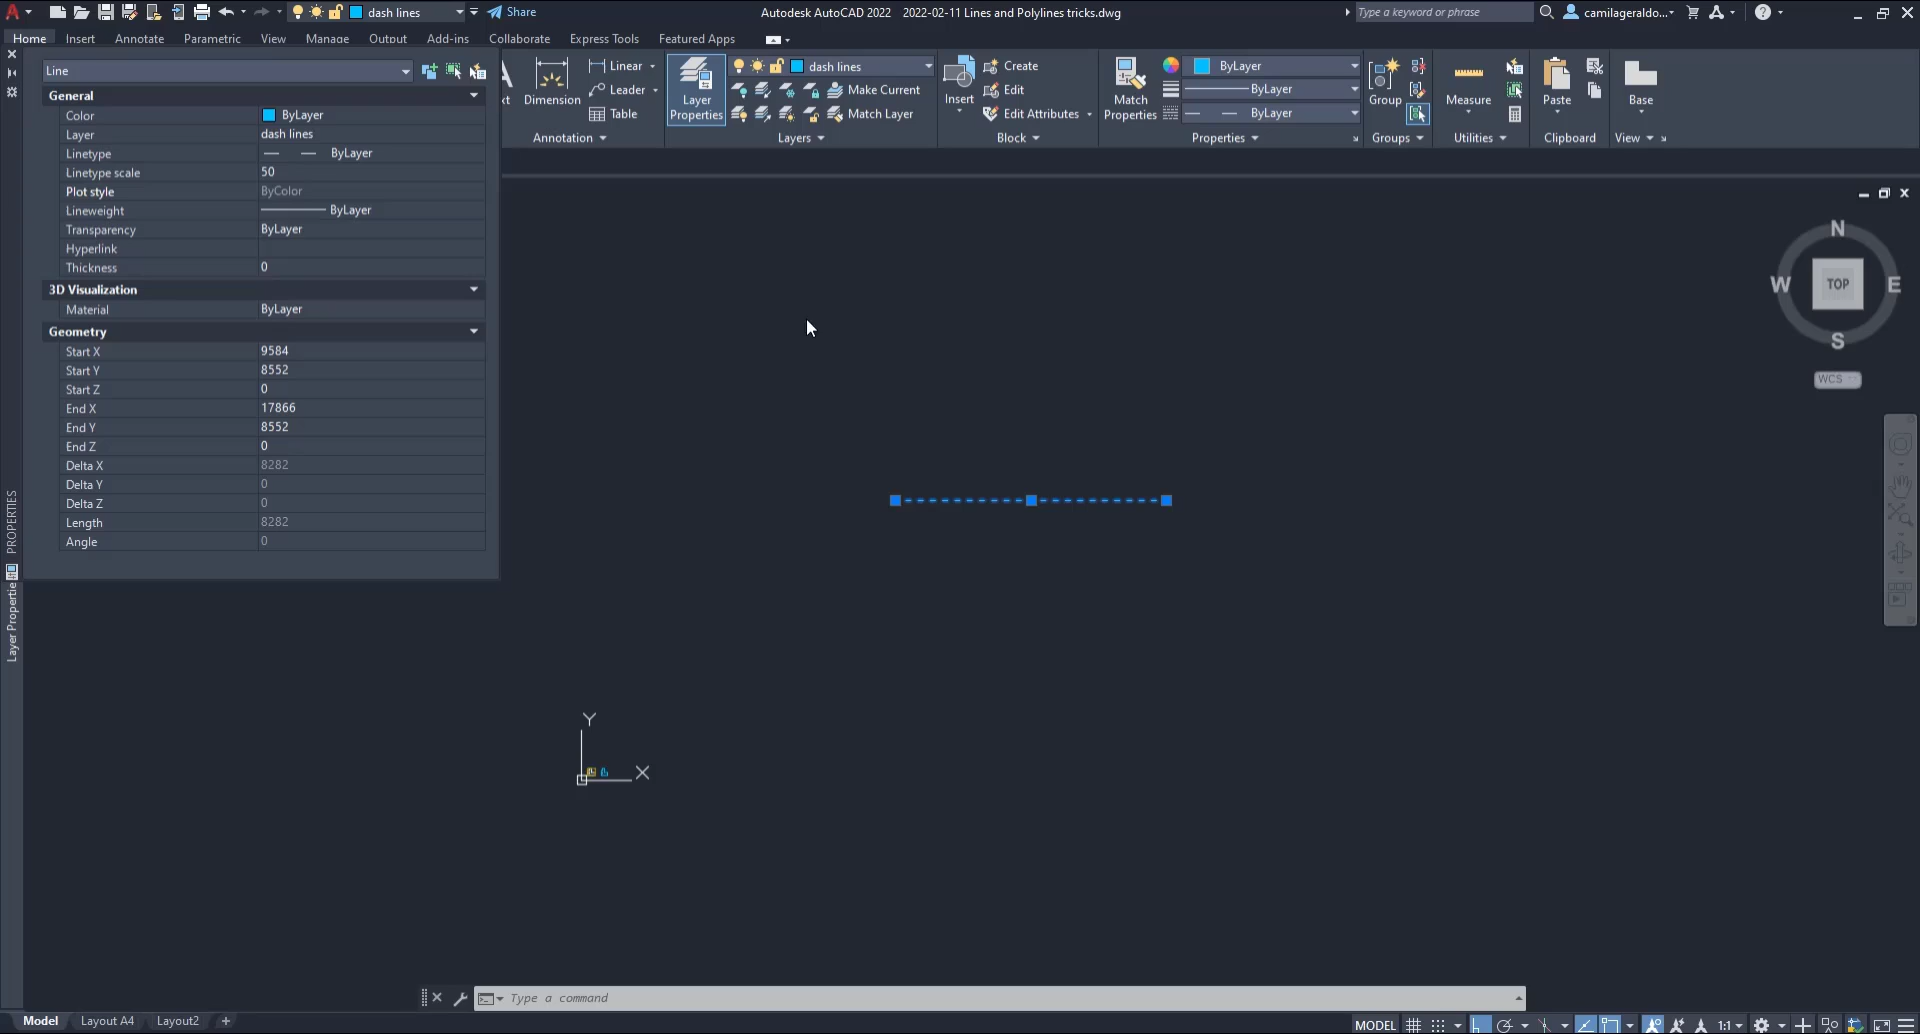 dash lines
Share
Autodesk AutoCAD 2022 2022-02-11 Lines and Polylines tricks.dwg
Type a keyword or phrase
camilageraldo...
Home Insert Annotate Parametric View Manage Output Add-ins Collaborate Express Tools Featured Apps
Line
General
Color ByLayer
Layer dash lines
Linetype ByLayer
Linetype scale 50
Plot style ByColor
Lineweight ByLayer
Transparency ByLayer
Hyperlink
Thickness 0
3D Visualization
Material ByLayer
Geometry
Start X 9584
Start Y 8552
Start Z 0
End X 17866
End Y 8552
End Z 0
Delta X 8282
Delta Y 0
Delta Z 0
Length 8282
Angle 0
PROPERTIES
Layer Propertie
xt
Dimension
Linear
Leader
Table
Annotation
Layer
Properties
dash lines
Make Current
Match Layer
Layers
Insert
Create
Edit
Edit Attributes
Block
Match
Properties
ByLayer
ByLayer
ByLayer
Properties
Group
Groups
Measure
Utilities
Paste
Clipboard
Base
View
N
W TOP E
S
WCS
Y
X
Type a command
Model Layout A4 Layout2 +
MODEL
1:1